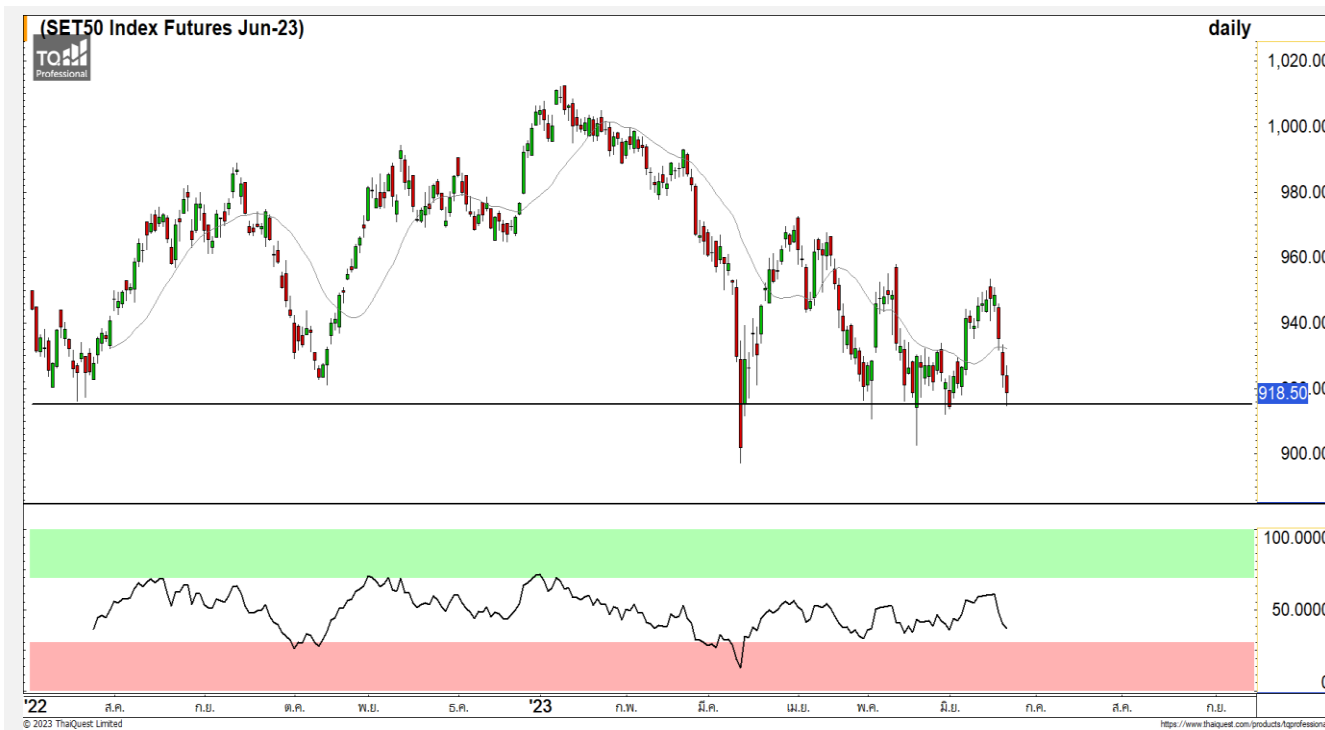 (SET50 Index Futures Jun-23) daily
TQ
Professional
1,020.00
1,000.00
980.00
960.00
940.00
918.50
900.00
100.0000
50.0000
'22 ส.ค. ก.ย. ต.ค. พ.ย. ธ.ค. '23 ก.พ. มี.ค. เม.ย. พ.ค. มิ.ย. ก.ค. ส.ค. ก.ย.
© 2023 ThaiQuest Limited https://www.thaiquest.com/products/tqprofessional